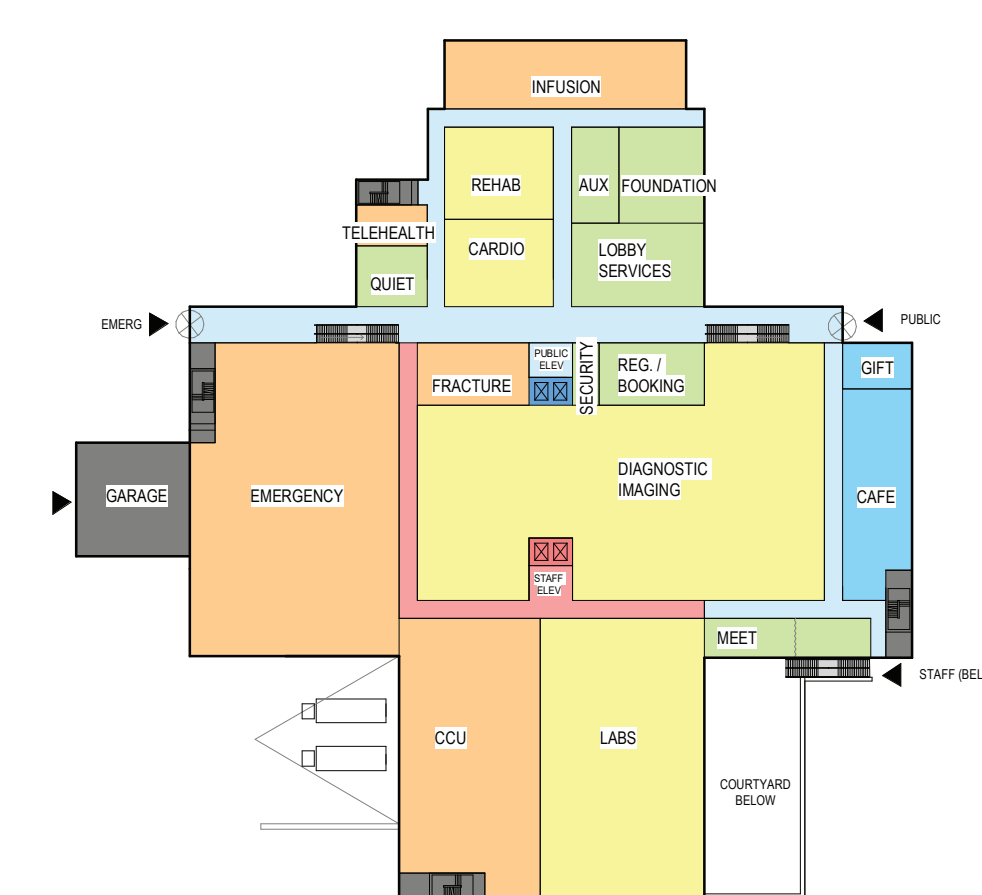 INFUSION
REHAB
AUX
FOUNDATION
TELEHEALTH
CARDIO
LOBBY
SERVICES
QUIET
EMERG
PUBLIC
PUBLIC
ELEV
SECURITY
REG. /
BOOKING
GIFT
FRACTURE
DIAGNOSTIC
IMAGING
GARAGE
EMERGENCY
CAFE
STAFF
ELEV
MEET
STAFF (BEL
CCU
LABS
COURTYARD
BELOW